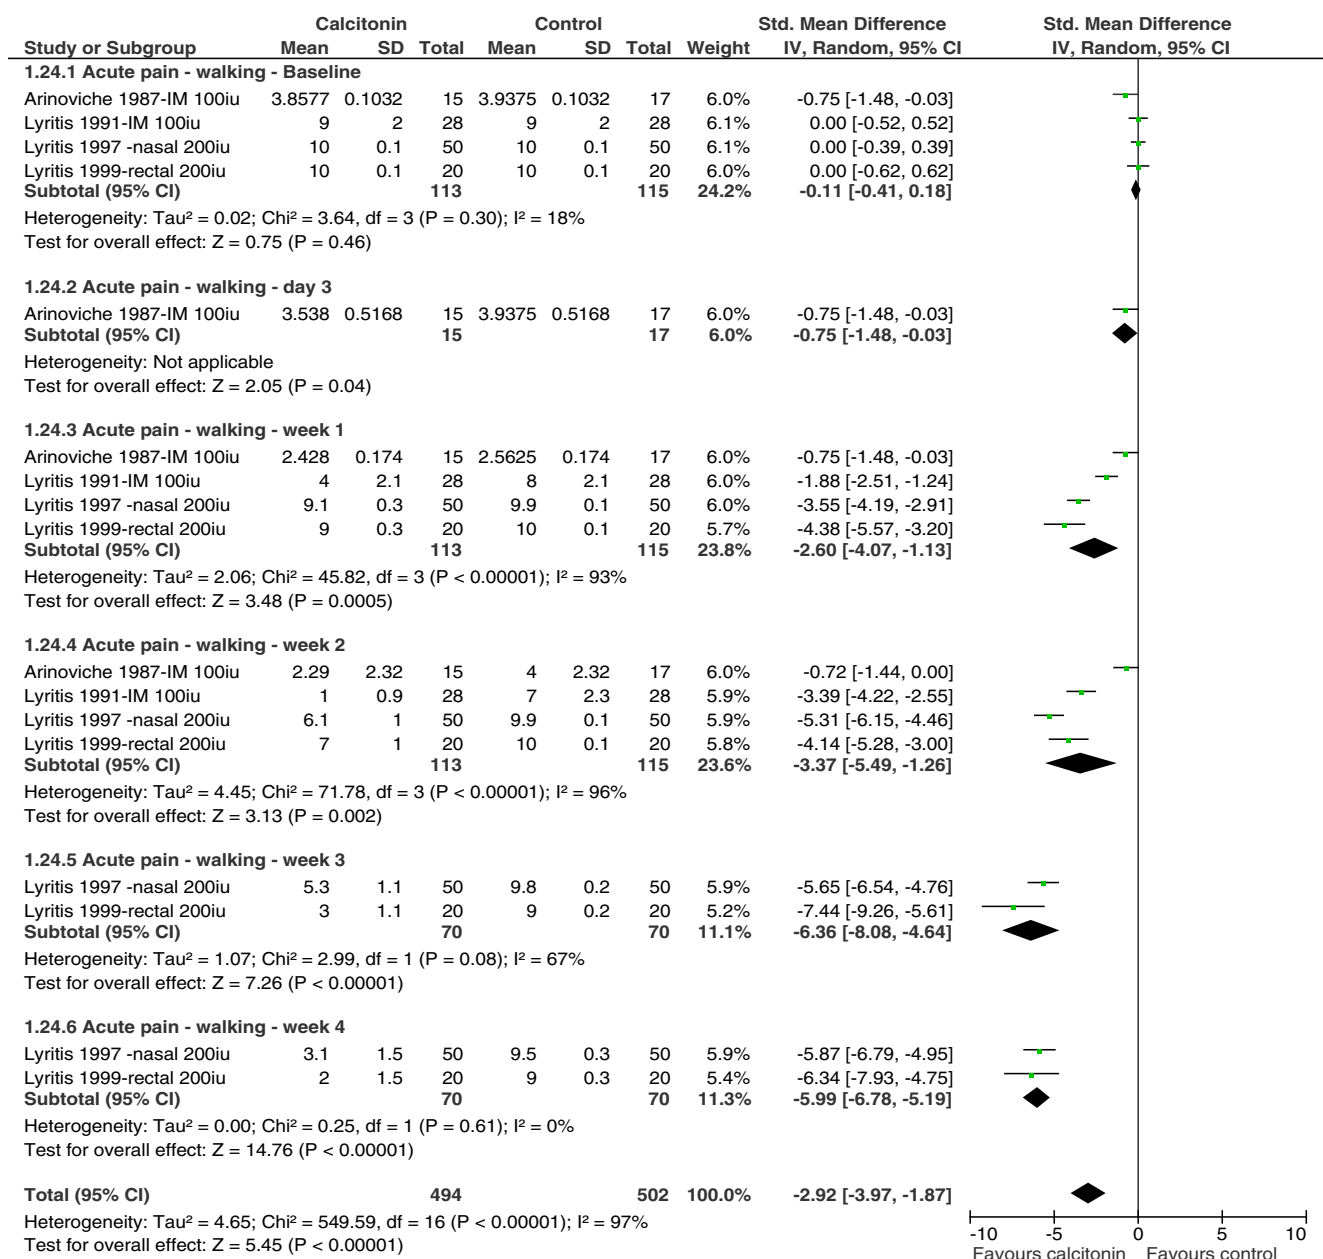 Calcitonin Control Std. Mean Difference Std. Mean Difference
Study or Subgroup Mean SD Total Mean SD Total Weight IV, Random, 95% CI IV, Random, 95% CI
1.24.1 Acute pain - walking - Baseline
Arinoviche 1987-IM 100iu 3.8577 0.1032 15 3.9375 0.1032 17 6.0% -0.75 [-1.48, -0.03]
Lyritis 1991-IM 100iu 9 2 28 9 2 28 6.1% 0.00 [-0.52, 0.52]
Lyritis 1997 -nasal 200iu 10 0.1 50 10 0.1 50 6.1% 0.00 [-0.39, 0.39]
Lyritis 1999-rectal 200iu 10 0.1 20 10 0.1 20 6.0% 0.00 [-0.62, 0.62]
Subtotal (95% CI) 113 115 24.2% -0.11 [-0.41, 0.18]
Heterogeneity: Tau² = 0.02; Chi² = 3.64, df = 3 (P = 0.30); I² = 18%
Test for overall effect: Z = 0.75 (P = 0.46)
1.24.2 Acute pain - walking - day 3
Arinoviche 1987-IM 100iu 3.538 0.5168 15 3.9375 0.5168 17 6.0% -0.75 [-1.48, -0.03]
Subtotal (95% CI) 15 17 6.0% -0.75 [-1.48, -0.03]
Heterogeneity: Not applicable
Test for overall effect: Z = 2.05 (P = 0.04)
1.24.3 Acute pain - walking - week 1
Arinoviche 1987-IM 100iu 2.428 0.174 15 2.5625 0.174 17 6.0% -0.75 [-1.48, -0.03]
Lyritis 1991-IM 100iu 4 2.1 28 8 2.1 28 6.0% -1.88 [-2.51, -1.24]
Lyritis 1997 -nasal 200iu 9.1 0.3 50 9.9 0.1 50 6.0% -3.55 [-4.19, -2.91]
Lyritis 1999-rectal 200iu 9 0.3 20 10 0.1 20 5.7% -4.38 [-5.57, -3.20]
Subtotal (95% CI) 113 115 23.8% -2.60 [-4.07, -1.13]
Heterogeneity: Tau² = 2.06; Chi² = 45.82, df = 3 (P < 0.00001); I² = 93%
Test for overall effect: Z = 3.48 (P = 0.0005)
1.24.4 Acute pain - walking - week 2
Arinoviche 1987-IM 100iu 2.29 2.32 15 4 2.32 17 6.0% -0.72 [-1.44, 0.00]
Lyritis 1991-IM 100iu 1 0.9 28 7 2.3 28 5.9% -3.39 [-4.22, -2.55]
Lyritis 1997 -nasal 200iu 6.1 1 50 9.9 0.1 50 5.9% -5.31 [-6.15, -4.46]
Lyritis 1999-rectal 200iu 7 1 20 10 0.1 20 5.8% -4.14 [-5.28, -3.00]
Subtotal (95% CI) 113 115 23.6% -3.37 [-5.49, -1.26]
Heterogeneity: Tau² = 4.45; Chi² = 71.78, df = 3 (P < 0.00001); I² = 96%
Test for overall effect: Z = 3.13 (P = 0.002)
1.24.5 Acute pain - walking - week 3
Lyritis 1997 -nasal 200iu 5.3 1.1 50 9.8 0.2 50 5.9% -5.65 [-6.54, -4.76]
Lyritis 1999-rectal 200iu 3 1.1 20 9 0.2 20 5.2% -7.44 [-9.26, -5.61]
Subtotal (95% CI) 70 70 11.1% -6.36 [-8.08, -4.64]
Heterogeneity: Tau² = 1.07; Chi² = 2.99, df = 1 (P = 0.08); I² = 67%
Test for overall effect: Z = 7.26 (P < 0.00001)
1.24.6 Acute pain - walking - week 4
Lyritis 1997 -nasal 200iu 3.1 1.5 50 9.5 0.3 50 5.9% -5.87 [-6.79, -4.95]
Lyritis 1999-rectal 200iu 2 1.5 20 9 0.3 20 5.4% -6.34 [-7.93, -4.75]
Subtotal (95% CI) 70 70 11.3% -5.99 [-6.78, -5.19]
Heterogeneity: Tau² = 0.00; Chi² = 0.25, df = 1 (P = 0.61); I² = 0%
Test for overall effect: Z = 14.76 (P < 0.00001)
Total (95% CI) 494 502 100.0% -2.92 [-3.97, -1.87]
Heterogeneity: Tau² = 4.65; Chi² = 549.59, df = 16 (P < 0.00001); I² = 97%
Test for overall effect: Z = 5.45 (P < 0.00001)
-10 -5 0 5 10
Favours calcitonin Favours control